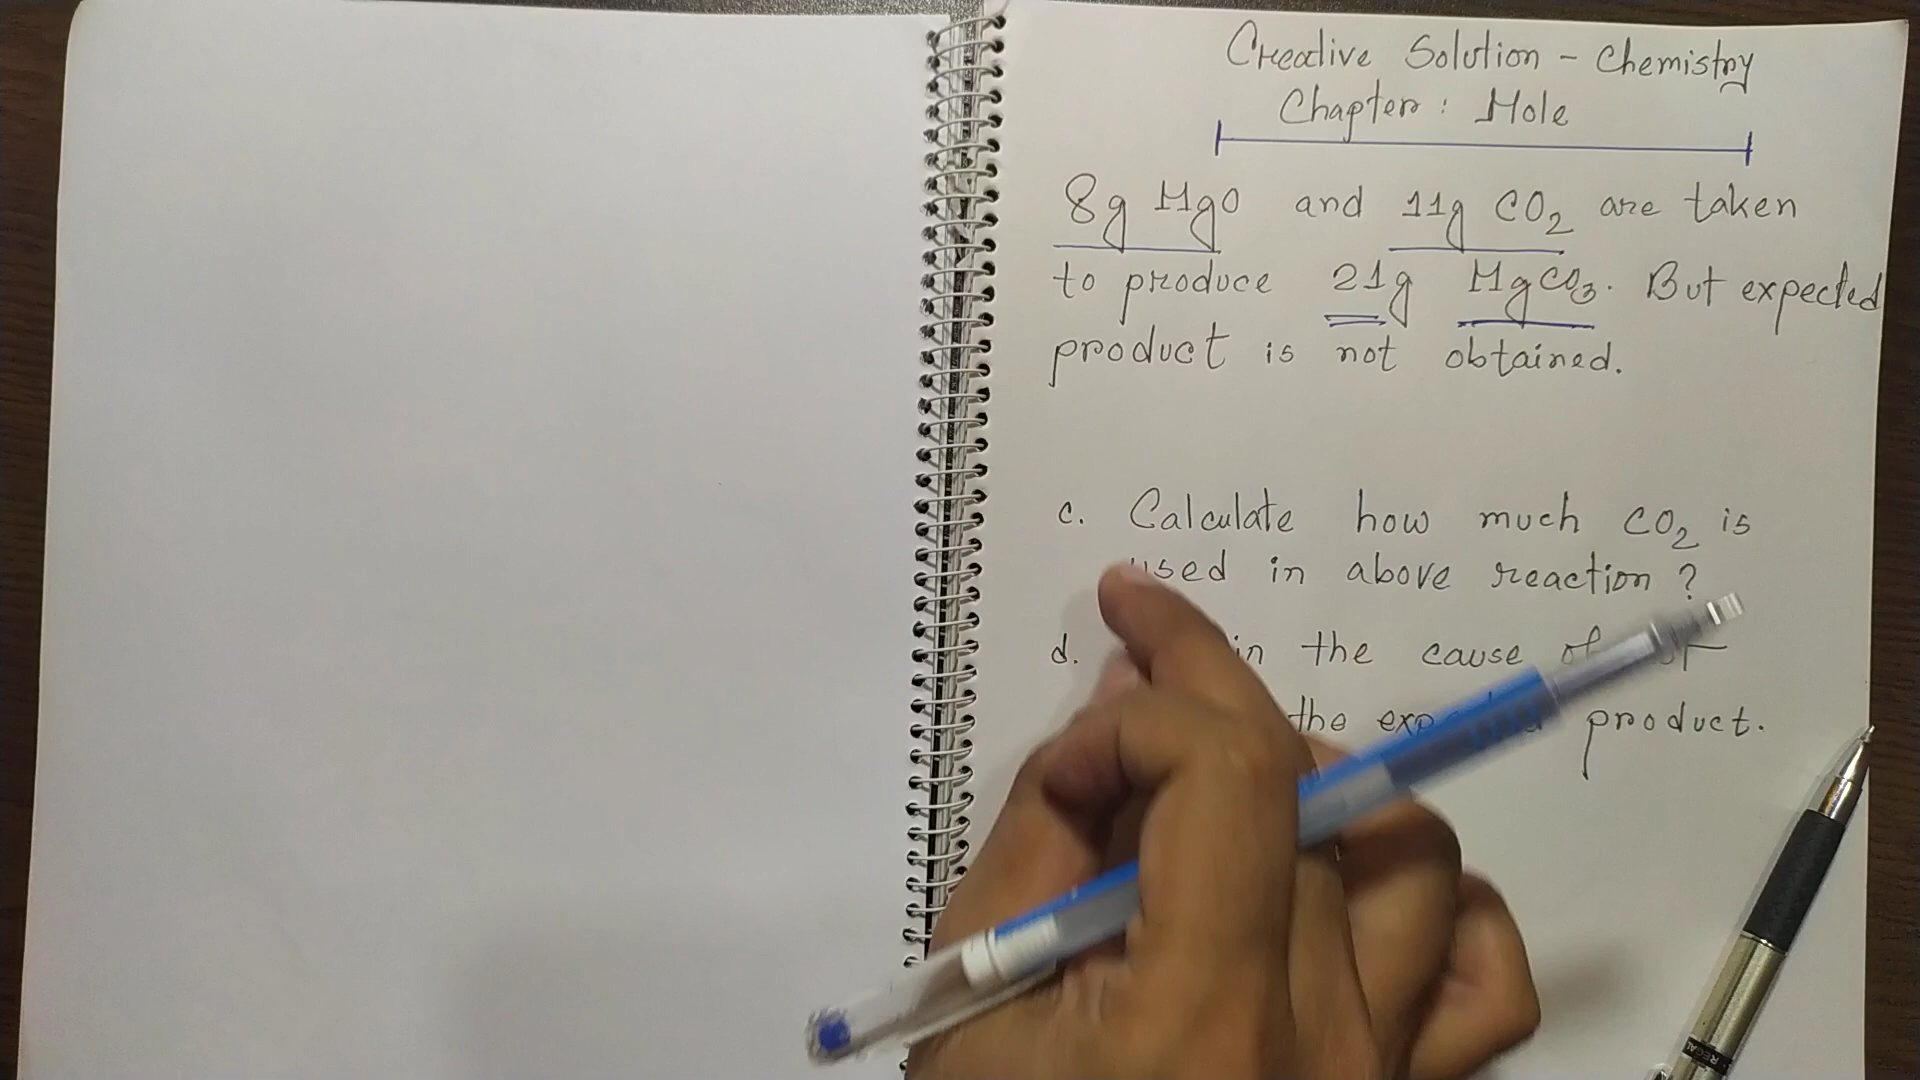 Creative Solution - Chemistry
Chapter : Mole
8g MgO and 11g CO2 are taken
to produce 21g MgCO3. But expected
product is not obtained.
c. Calculate how much CO2 is
used in above reaction ?
d. the cause of
the product.
REGAL